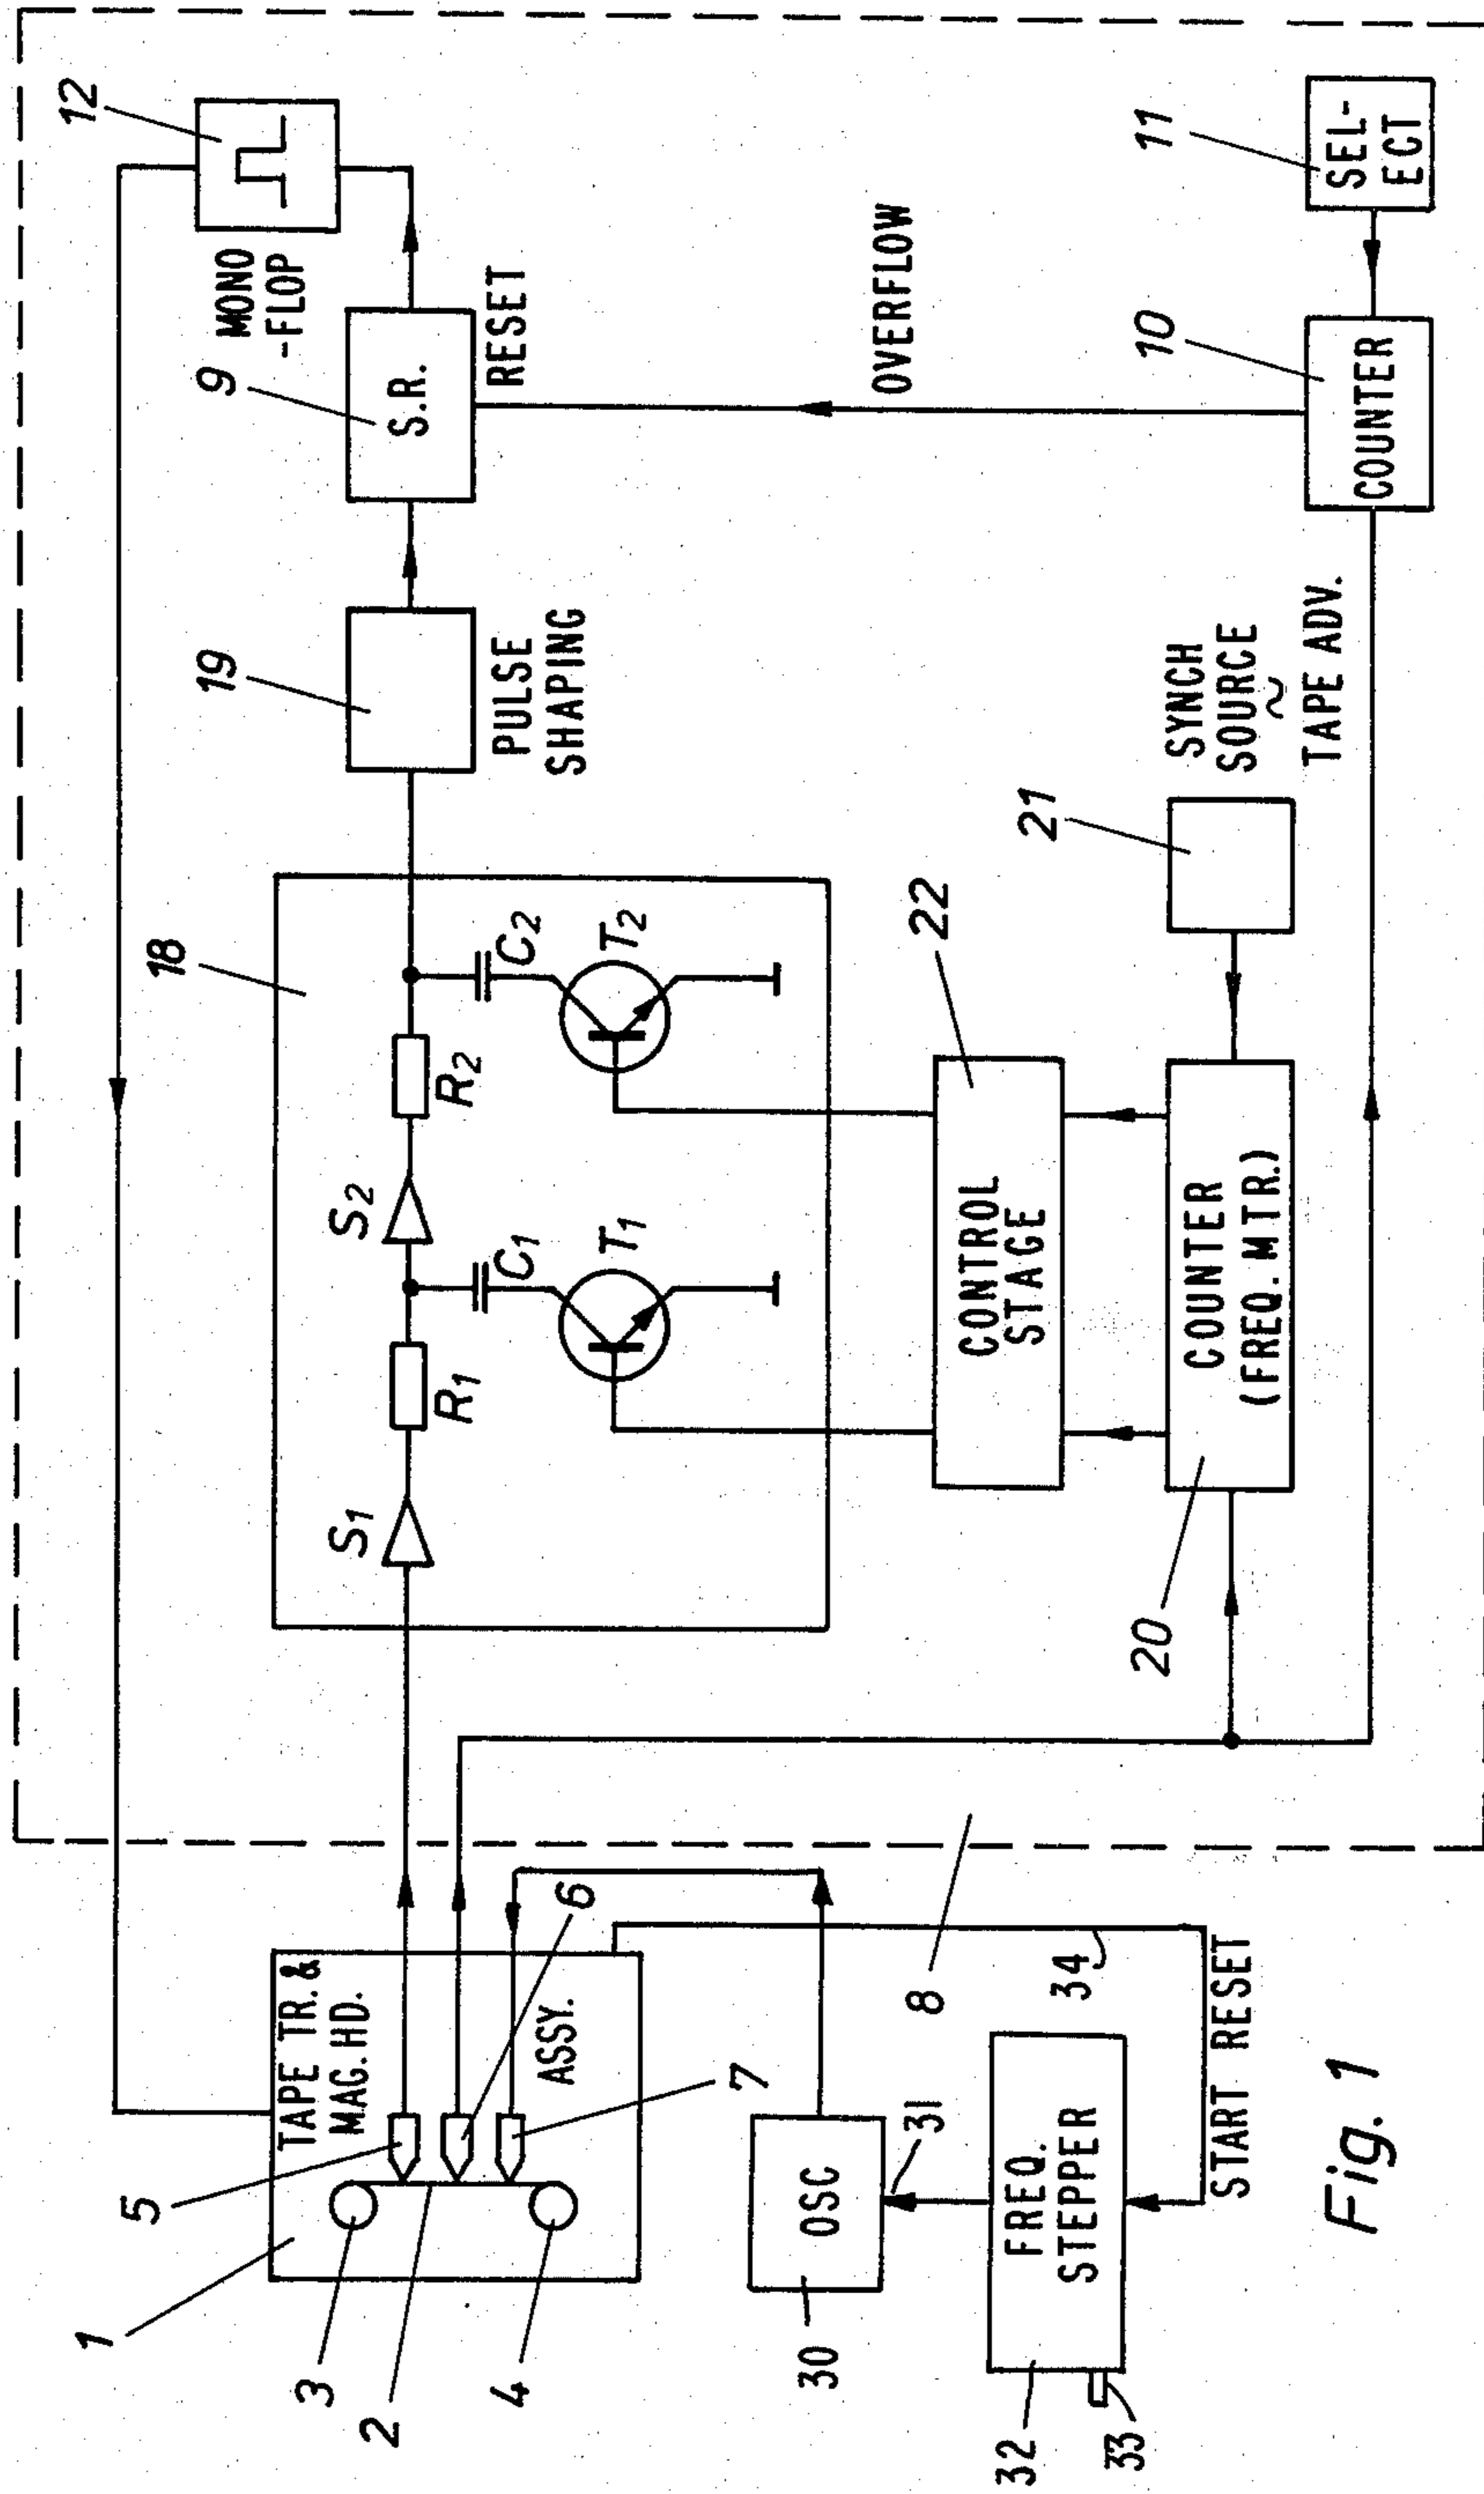 12
MONO
-FLOP
9
S.R.
RESET
19
PULSE
SHAPING
18
S1
R1
C1
T1
S2
R2
C2
T2
OVERFLOW
11
SEL-
ECT
10
COUNTER
TAPE ADV.
SYNCH
SOURCE
~
21
22
CONTROL
STAGE
COUNTER
(FREQ. MTR.)
20
TAPE TR. &
MAG. HD.
ASSY.
1
2
3
4
5
6
7
8
OSC
30
31
FREQ.
STEPPER
32
33
34
START RESET
Fig. 1